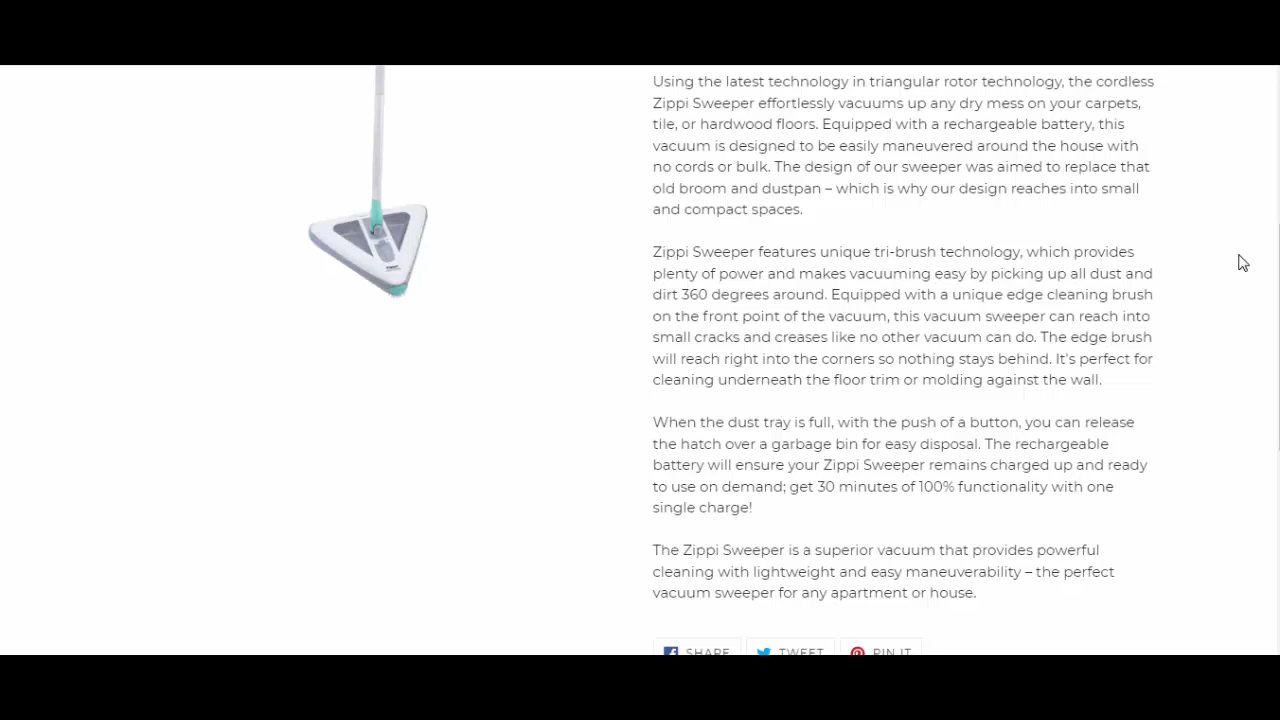 Using the latest technology in triangular rotor technology, the cordless
Zippi Sweeper effortlessly vacuums up any dry mess on your carpets,
tile, or hardwood floors. Equipped with a rechargeable battery, this
vacuum is designed to be easily maneuvered around the house with
no cords or bulk. The design of our sweeper was aimed to replace that
old broom and dustpan – which is why our design reaches into small
and compact spaces.
Zippi Sweeper features unique tri-brush technology, which provides
plenty of power and makes vacuuming easy by picking up all dust and
dirt 360 degrees around. Equipped with a unique edge cleaning brush
on the front point of the vacuum, this vacuum sweeper can reach into
small cracks and creases like no other vacuum can do. The edge brush
will reach right into the corners so nothing stays behind. It's perfect for
cleaning underneath the floor trim or molding against the wall.
When the dust tray is full, with the push of a button, you can release
the hatch over a garbage bin for easy disposal. The rechargeable
battery will ensure your Zippi Sweeper remains charged up and ready
to use on demand; get 30 minutes of 100% functionality with one
single charge!
The Zippi Sweeper is a superior vacuum that provides powerful
cleaning with lightweight and easy maneuverability – the perfect
vacuum sweeper for any apartment or house.
SHARE TWEET PIN IT